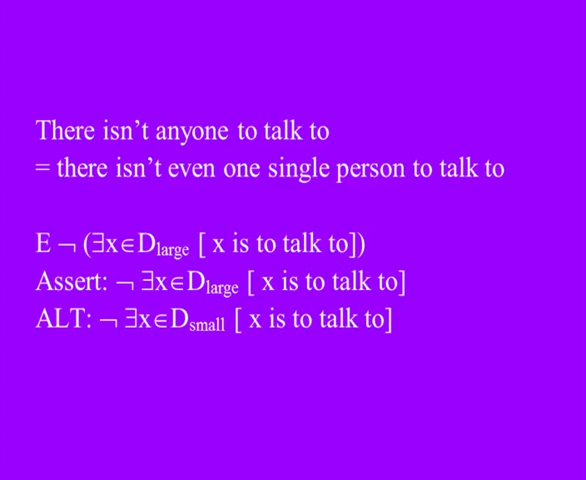 There isn’t anyone to talk to
= there isn’t even one single person to talk to
E ¬ (∃x∈Dlarge [ x is to talk to])
Assert: ¬ ∃x∈Dlarge [ x is to talk to]
ALT: ¬ ∃x∈Dsmall [ x is to talk to]